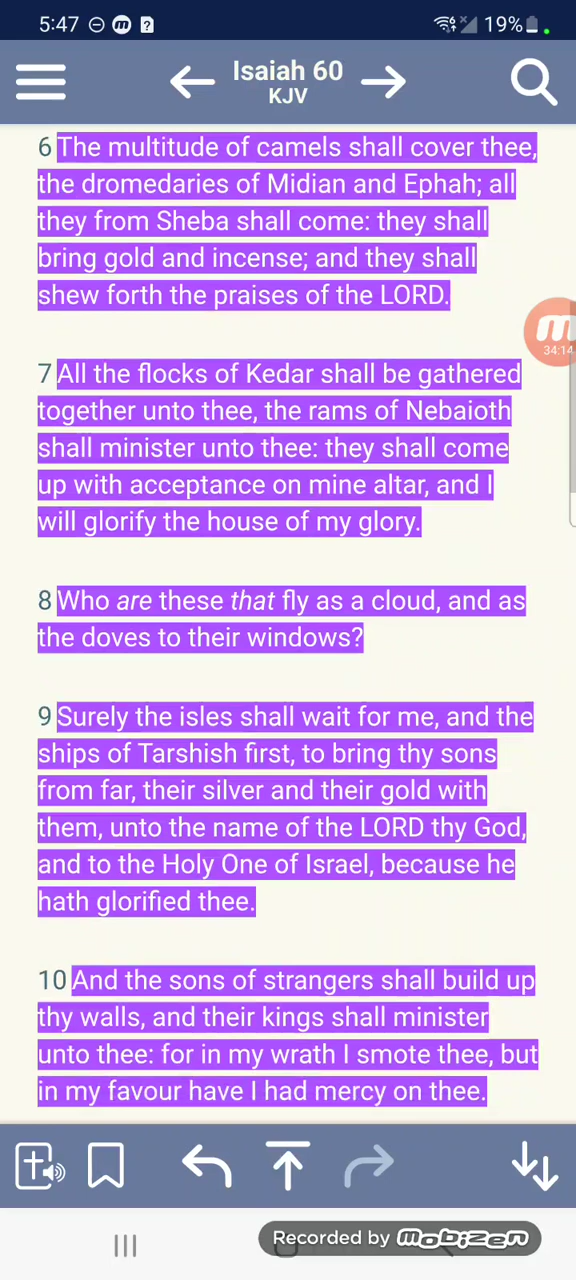 5:47 19%
Isaiah 60
KJV
6 The multitude of camels shall cover thee,
the dromedaries of Midian and Ephah; all
they from Sheba shall come: they shall
bring gold and incense; and they shall
shew forth the praises of the LORD.
34:14
7 All the flocks of Kedar shall be gathered
together unto thee, the rams of Nebaioth
shall minister unto thee: they shall come
up with acceptance on mine altar, and I
will glorify the house of my glory.
8 Who are these that fly as a cloud, and as
the doves to their windows?
9 Surely the isles shall wait for me, and the
ships of Tarshish first, to bring thy sons
from far, their silver and their gold with
them, unto the name of the LORD thy God,
and to the Holy One of Israel, because he
hath glorified thee.
10 And the sons of strangers shall build up
thy walls, and their kings shall minister
unto thee: for in my wrath I smote thee, but
in my favour have I had mercy on thee.
Recorded by mobizen